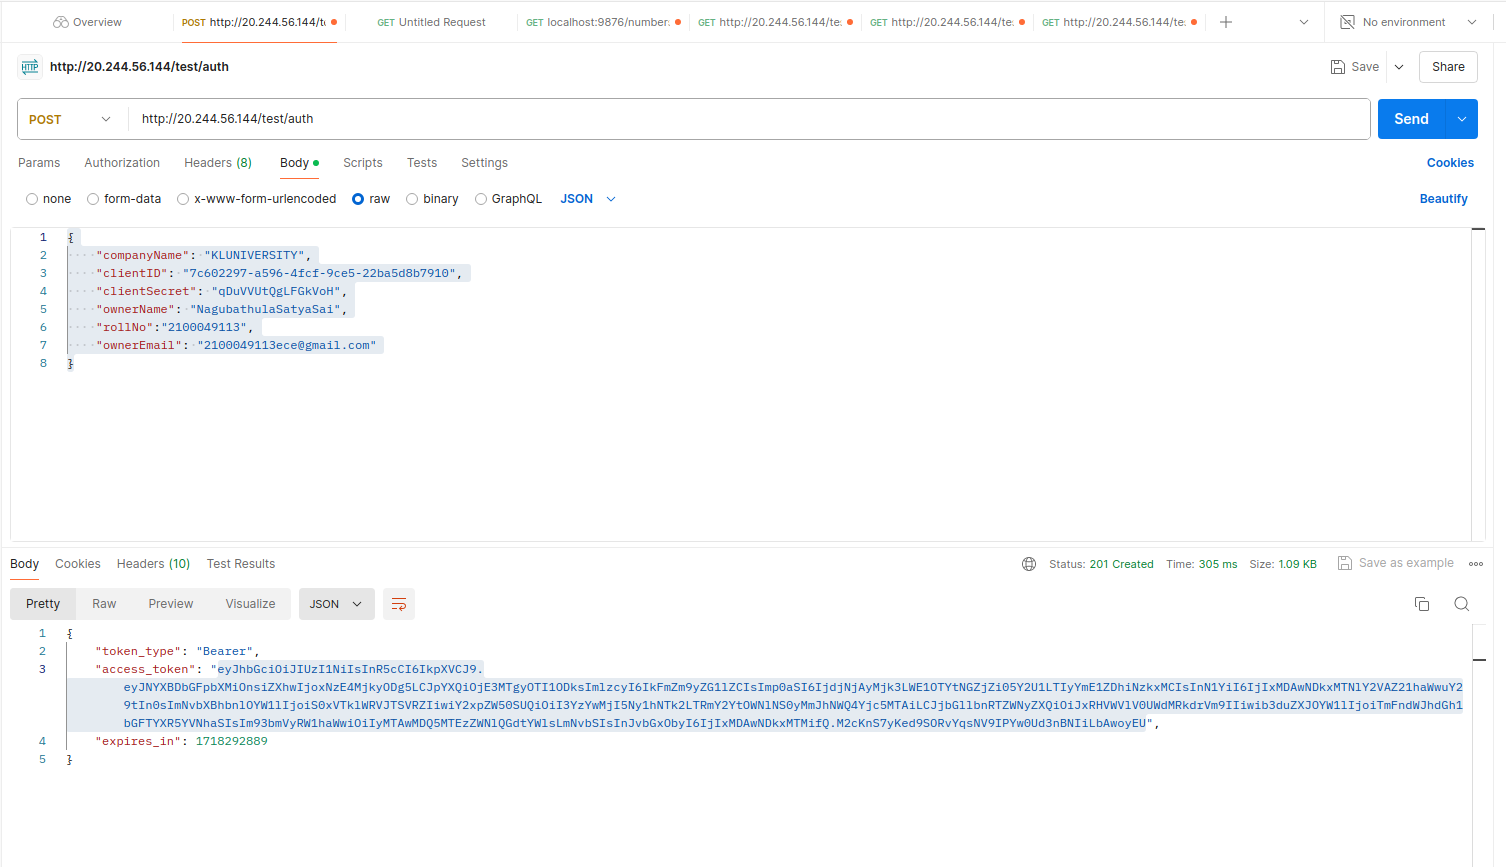 Overview
POST http://20.244.56.144/t
GET Untitled Request
GET localhost:9876/number
GET http://20.244.56.144/te
GET http://20.244.56.144/te
GET http://20.244.56.144/te
No environment
HTTP http://20.244.56.144/test/auth
Save
Share
POST
http://20.244.56.144/test/auth
Send
Params
Authorization
Headers (8)
Body
Scripts
Tests
Settings
Cookies
none
form-data
x-www-form-urlencoded
raw
binary
GraphQL
JSON
Beautify
1 {
2 "companyName": "KLUNIVERSITY",
3 "clientID": "7c602297-a596-4fcf-9ce5-22ba5d8b7910",
4 "clientSecret": "qDuVVUtQgLFGkVoH",
5 "ownerName": "NagubathulaSatyaSai",
6 "rollNo":"2100049113",
7 "ownerEmail": "2100049113ece@gmail.com"
8 }
Body
Cookies
Headers (10)
Test Results
Status: 201 Created
Time: 305 ms
Size: 1.09 KB
Save as example
Pretty
Raw
Preview
Visualize
JSON
1 {
2 "token_type": "Bearer",
3 "access_token": "eyJhbGciOiJIUzI1NiIsInR5cCI6IkpXVCJ9.
eyJNYXBDbGFpbXMiOnsiZXhwIjoxNzE4MjkyODg5LCJpYXQiOjE3MTgyOTI1ODksImlzcyI6IkFmZm9yZG1lZCIsImp0aSI6IjdjNjAyMjk3LWE1OTYtNGZjZi05Y2U1LTIyYmE1ZDhiNzkxMCIsInN1YiI6IjIxMDAwNDkxMTNlY2VAZ21haWwuY2
9tIn0sImNvbXBhbnlOYW1lIjoiS0xVTklWRVJTSVRZIiwiY2xpZW50SUQiOiI3YzYwMjI5Ny1hNTk2LTRmY2YtOWNlNS0yMmJhNWQ4Yjc5MTAiLCJjbGllbnRTZWNyZXQiOiJxRHVWVlV0UWdMRkdrVm9IIiwib3duZXJOYW1lIjoiTmFndWJhdGh1
bGFTYXR5YVNhaSIsIm93bmVyRW1haWwiOiIyMTAwMDQ5MTEzZWNlQGdtYWlsLmNvbSIsInJvbGxObyI6IjIxMDAwNDkxMTMifQ.M2cKnS7yKed9SORvYqsNV9IPYw0Ud3nBNIiLbAwoyEU",
4 "expires_in": 1718292889
5 }